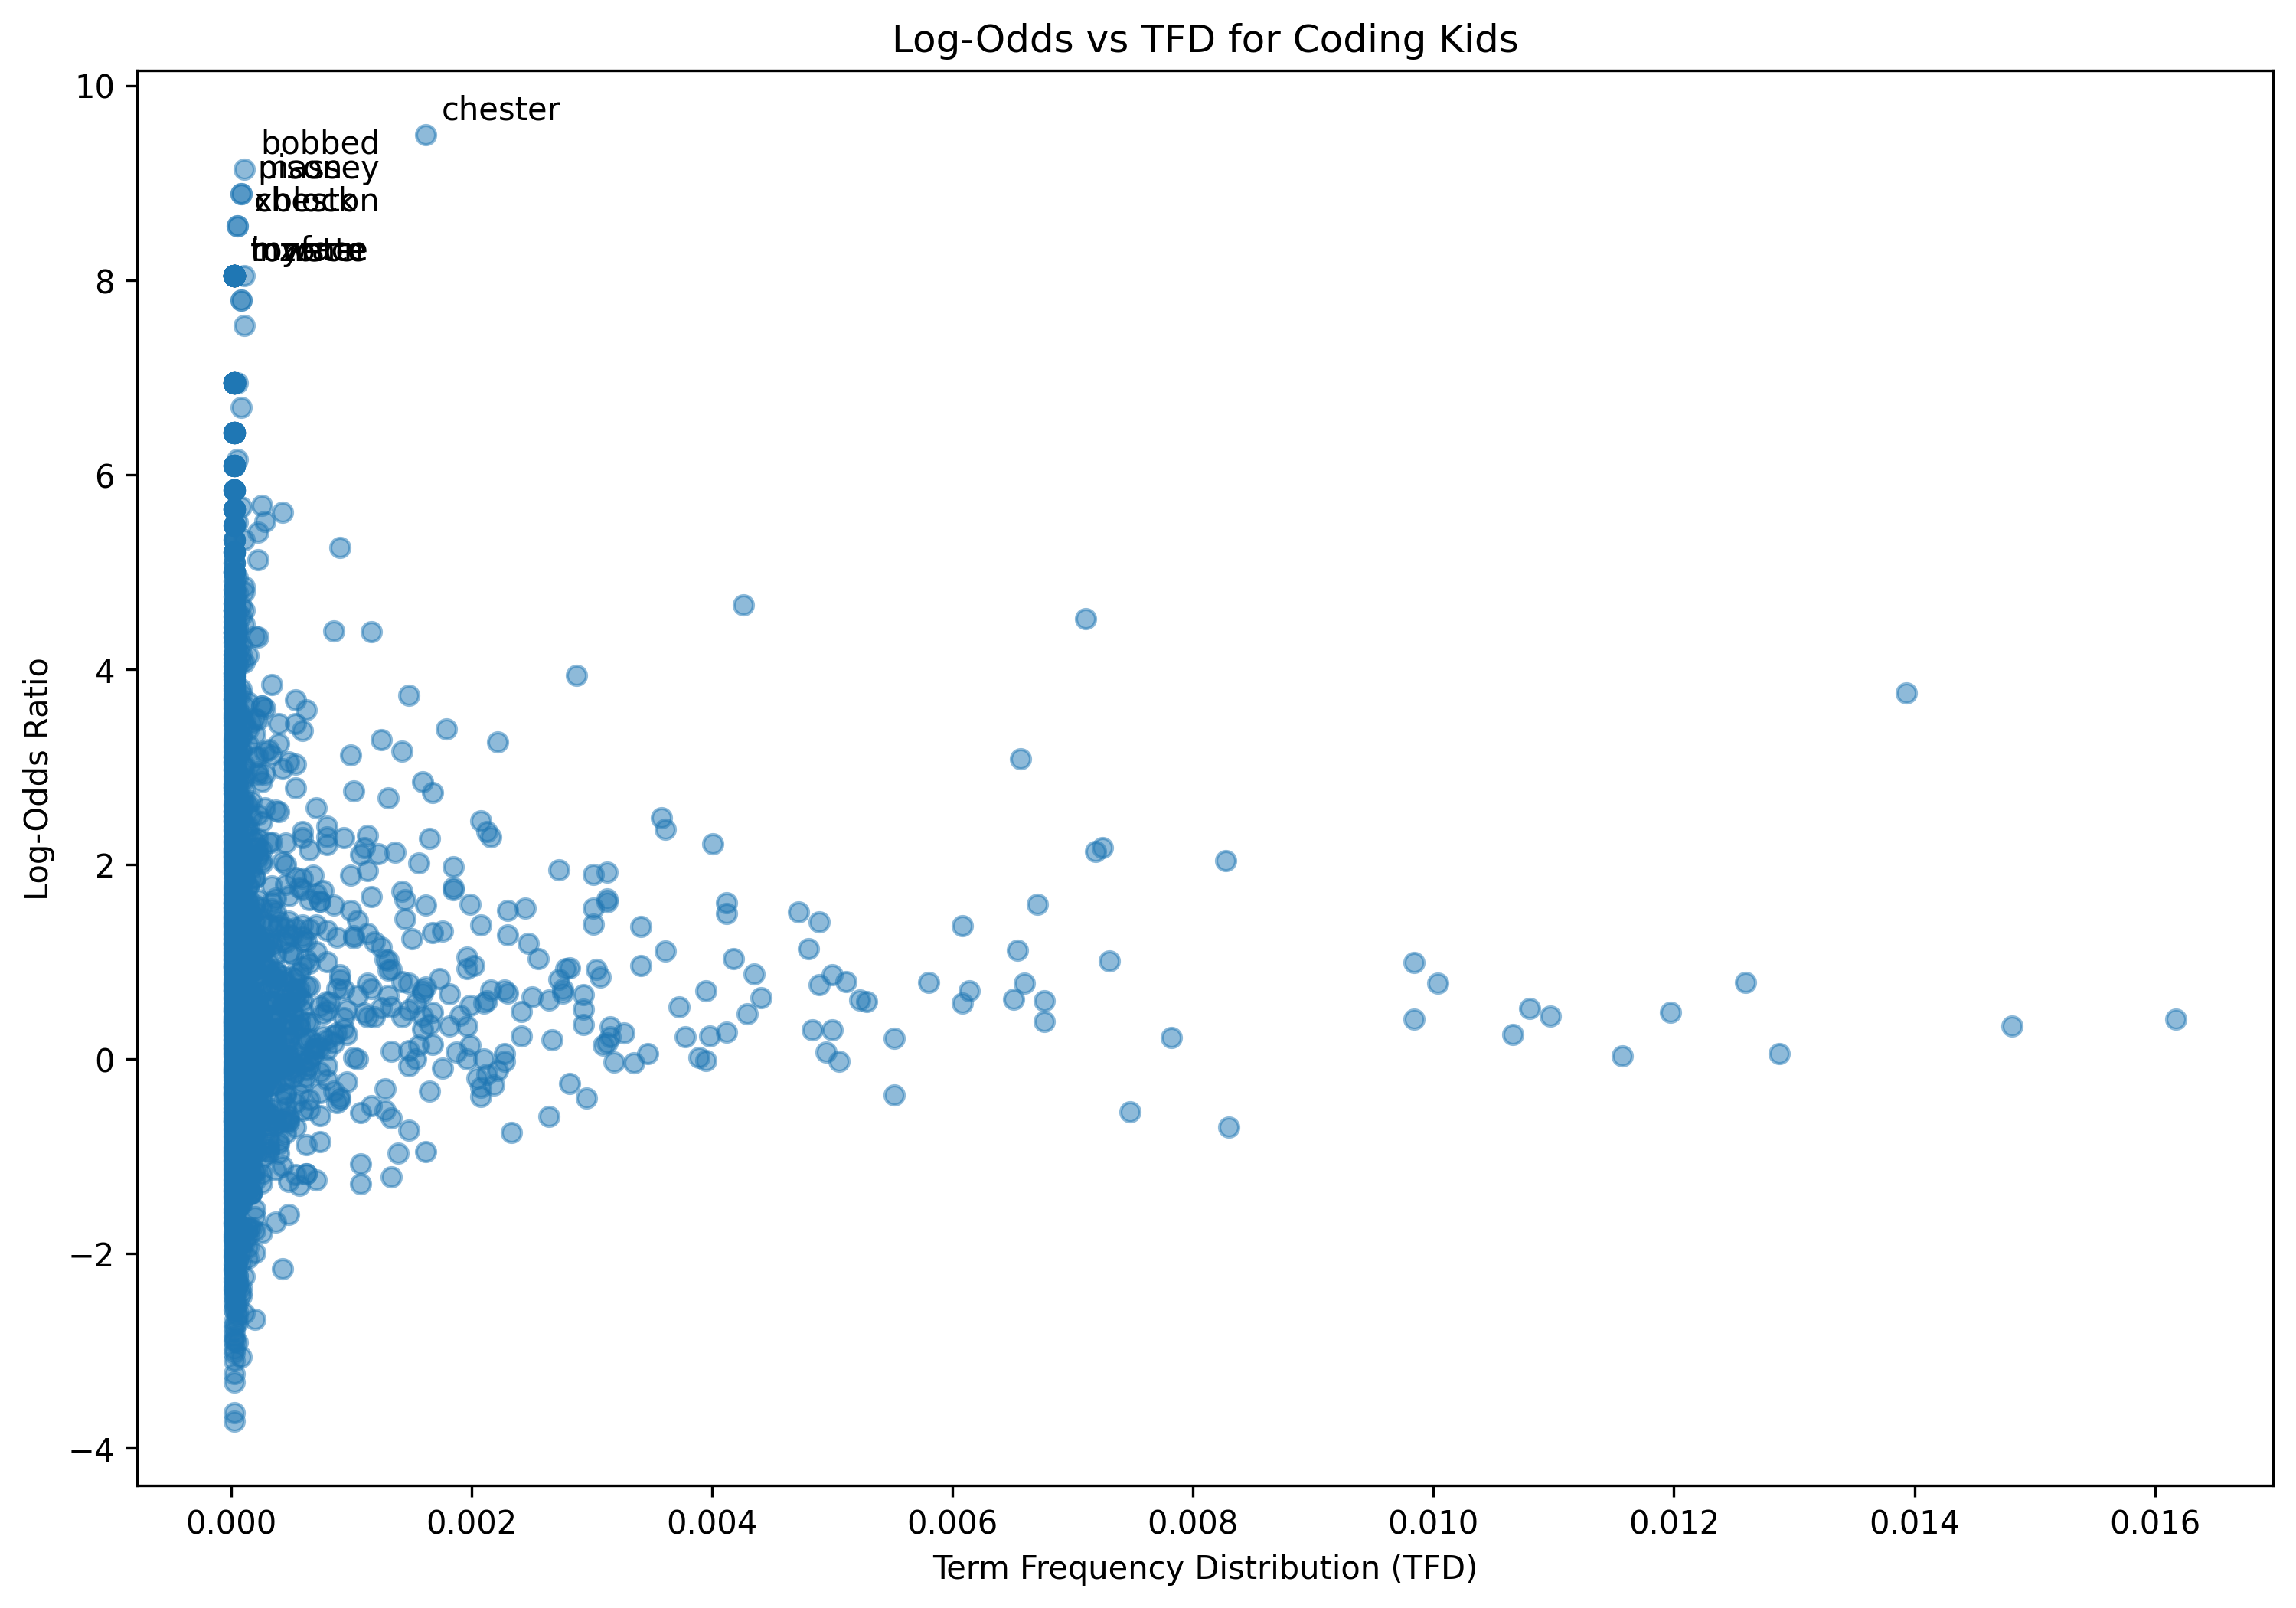 Log-Odds vs TFD for Coding Kids
10
chester
bobbed
massey
8
6
4
2
0
−2
−4
Log-Odds Ratio
0.000 0.002 0.004 0.006 0.008 0.010 0.012 0.014 0.016
Term Frequency Distribution (TFD)